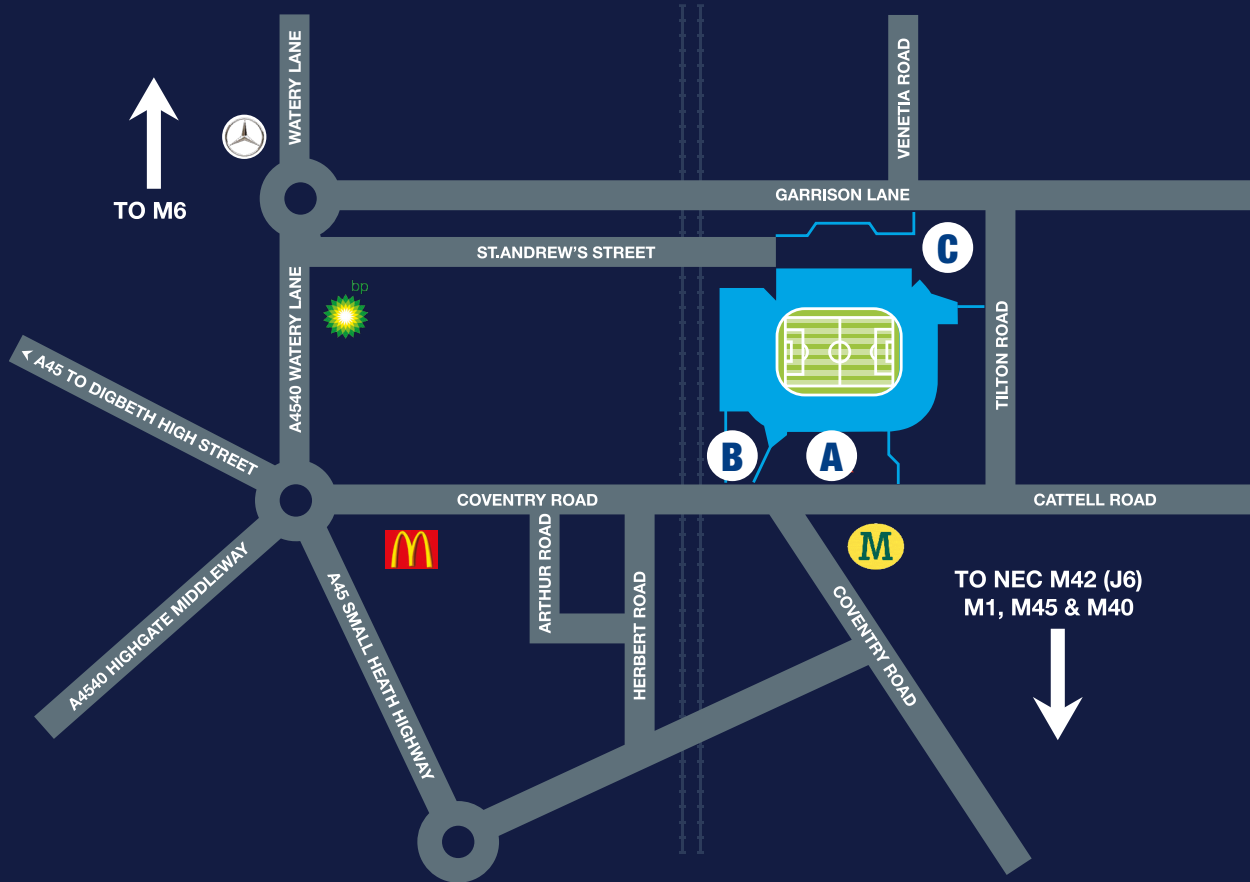 WATERY LANE
VENETIA ROAD
TO M6
GARRISON LANE
ST.ANDREW'S STREET
C
bp
A4540 WATERY LANE
TILTON ROAD
A45 TO DIGBETH HIGH STREET
B
A
COVENTRY ROAD
CATTELL ROAD
M
ARTHUR ROAD
HERBERT ROAD
A4540 HIGHGATE MIDDLEWAY
A45 SMALL HEATH HIGHWAY
COVENTRY ROAD
TO NEC M42 (J6)
M1, M45 & M40
M